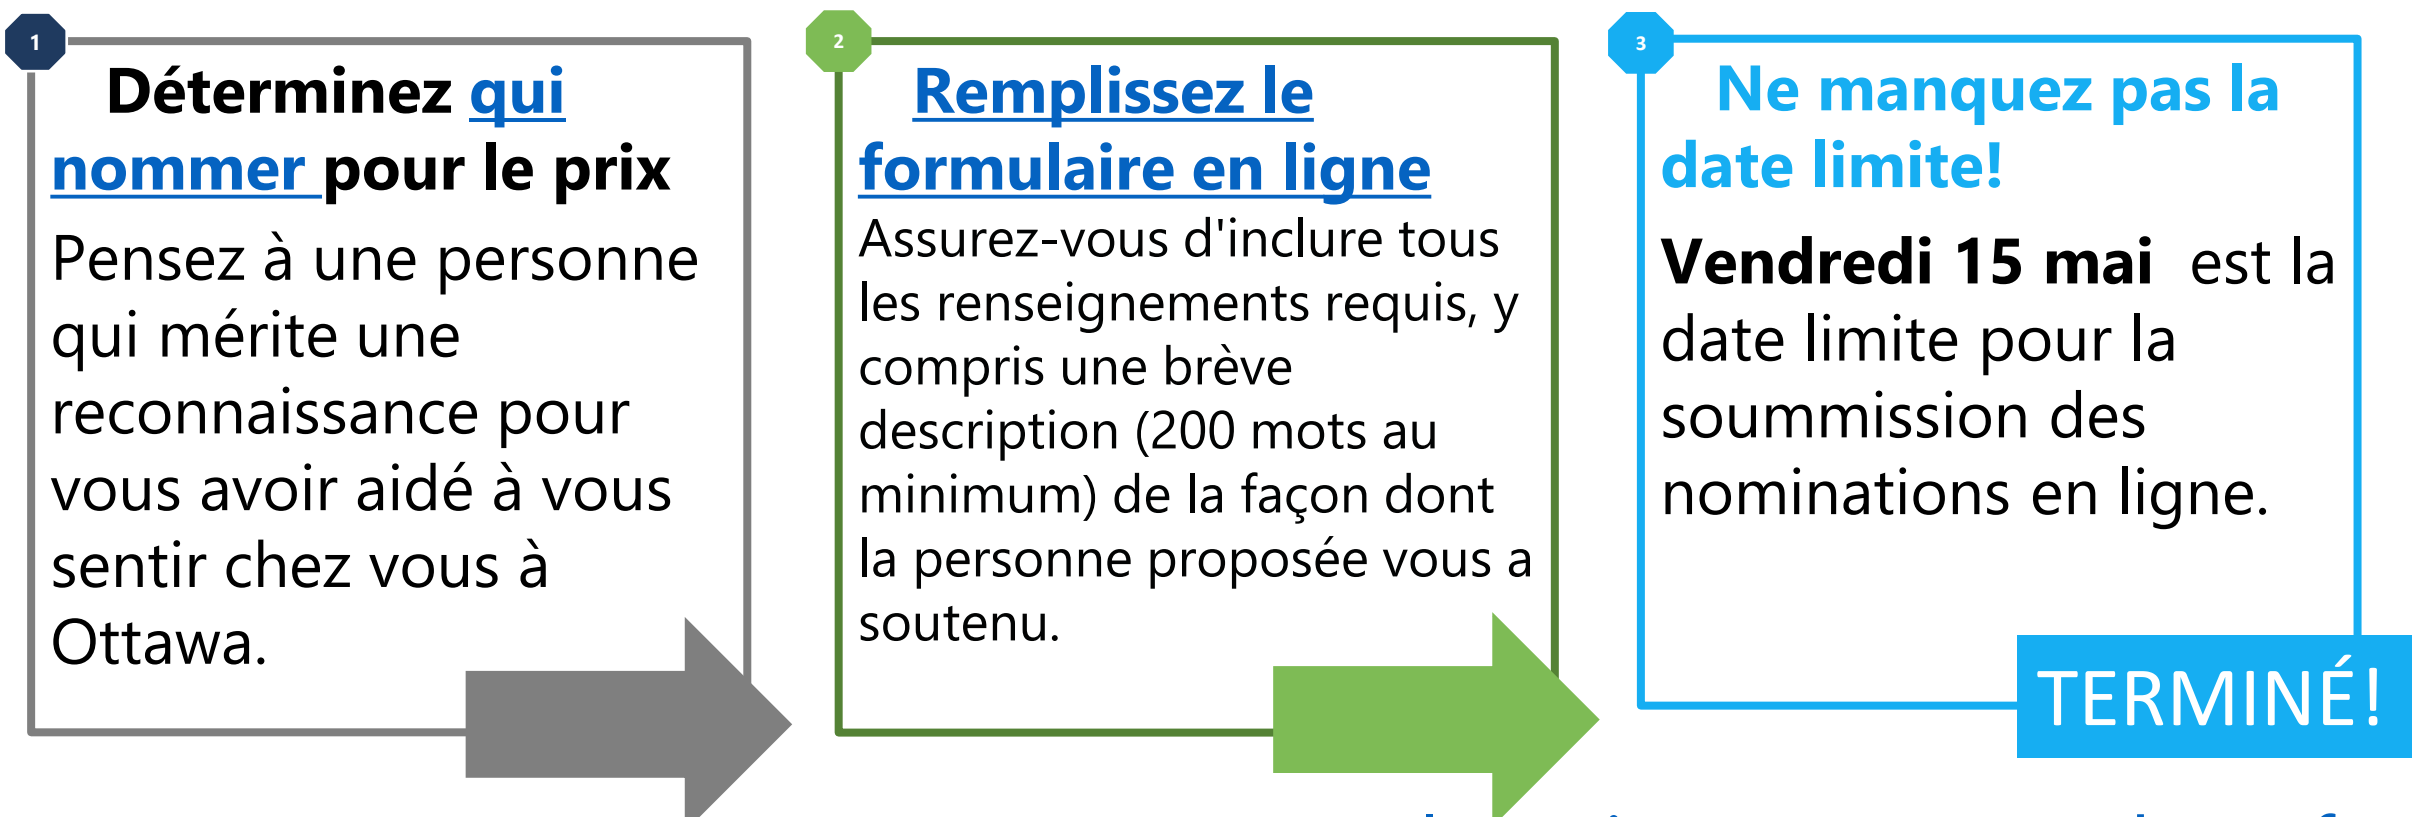 1
Déterminez qui
nommer pour le prix
Pensez à une personne
qui mérite une
reconnaissance pour
vous avoir aidé à vous
sentir chez vous à
Ottawa.
2
Remplissez le
formulaire en ligne
Assurez-vous d'inclure tous
les renseignements requis, y
compris une brève
description (200 mots au
minimum) de la façon dont
la personne proposée vous a
soutenu.
3
Ne manquez pas la
date limite!
Vendredi 15 mai est la
date limite pour la
soummission des
nominations en ligne.
TERMINÉ!